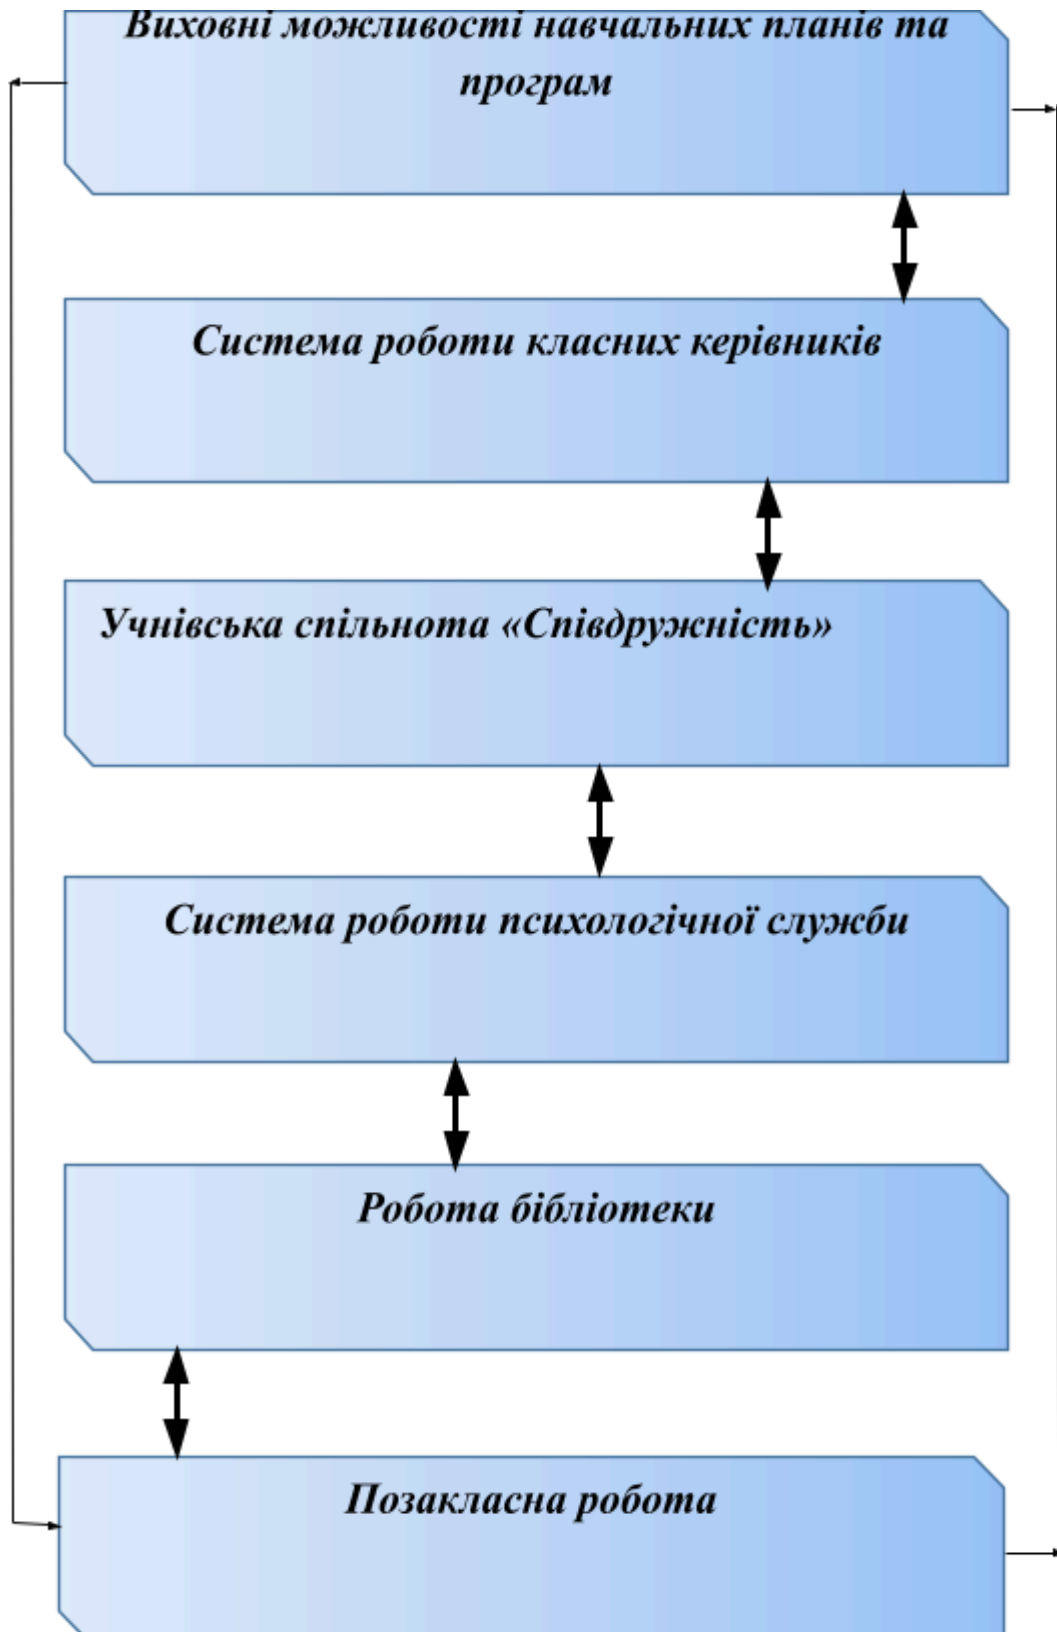 Виховні можливості навчальних планів та
програм
Система роботи класних керівників
Учнівська спільнота «Співдружність»
Система роботи психологічної служби
Робота бібліотеки
Позакласна робота